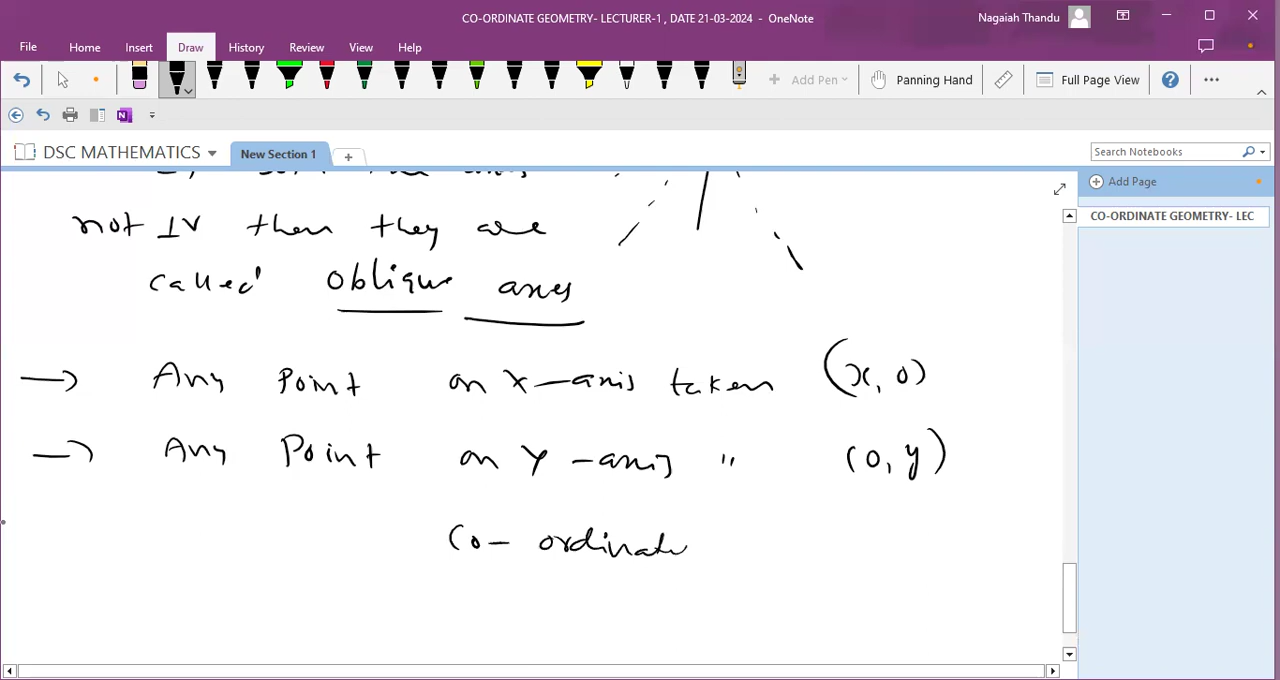 CO-ORDINATE GEOMETRY- LECTURER-1 , DATE 21-03-2024 - OneNote
Nagaiah Thandu
File Home Insert Draw History Review View Help
Add Pen Panning Hand Full Page View
DSC MATHEMATICS New Section 1
Search Notebooks
Add Page
CO-ORDINATE GEOMETRY- LEC
not ⊥r then they are
called oblique axes
→ Any Point on X-axis taken (x, 0)
→ Any Point on Y-axis " (0, y)
Co-ordinate